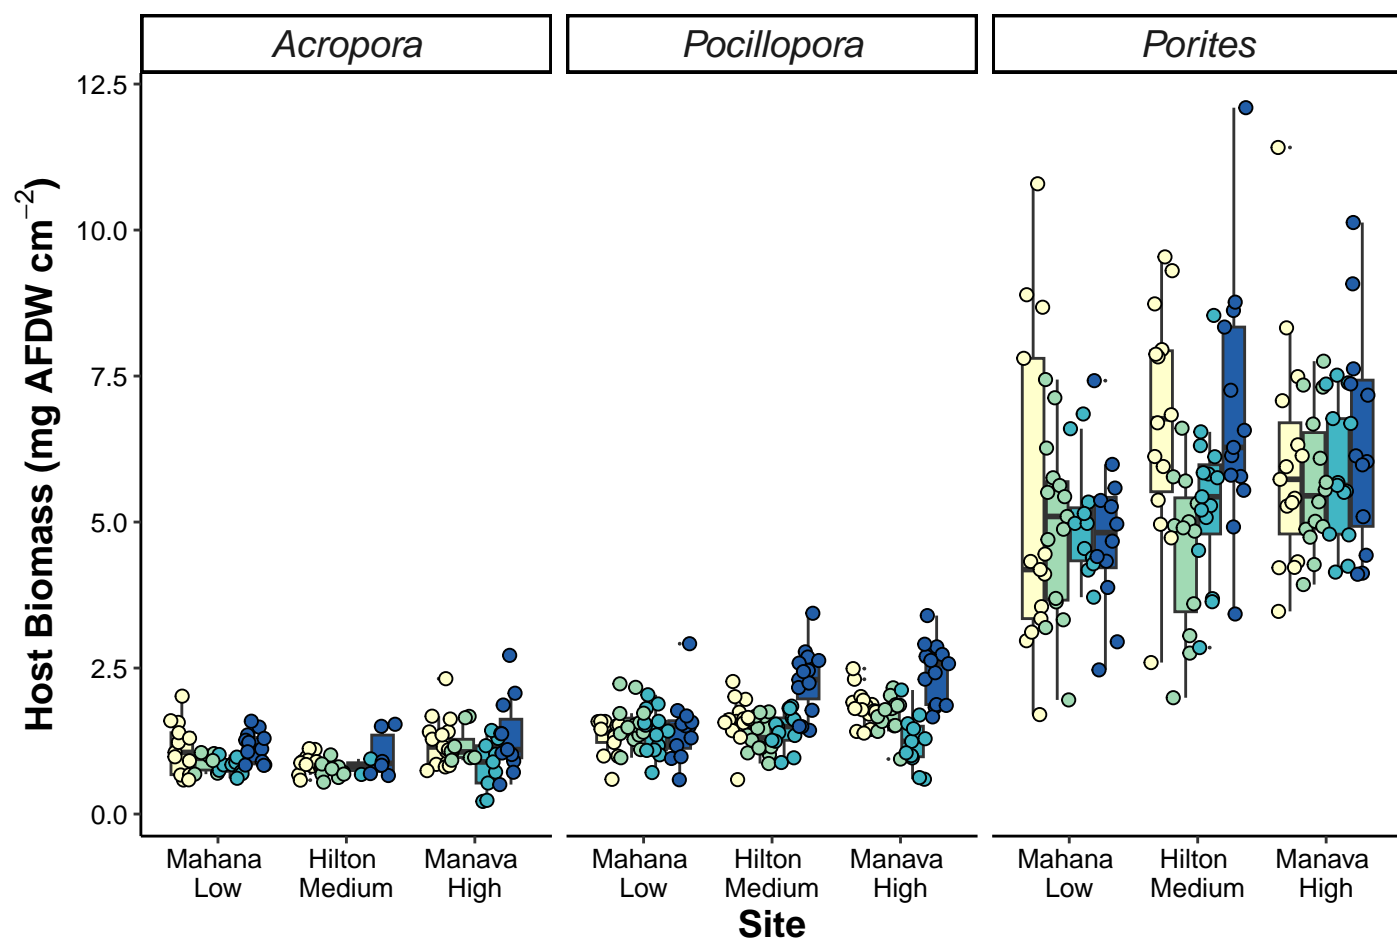 Acropora Pocillopora Porites
12.5
10.0
7.5
5.0
2.5
0.0
Host Biomass (mg AFDW cm⁻²)
Mahana Hilton Manava Mahana Hilton Manava Mahana Hilton Manava
Low Medium High Low Medium High Low Medium High
Site